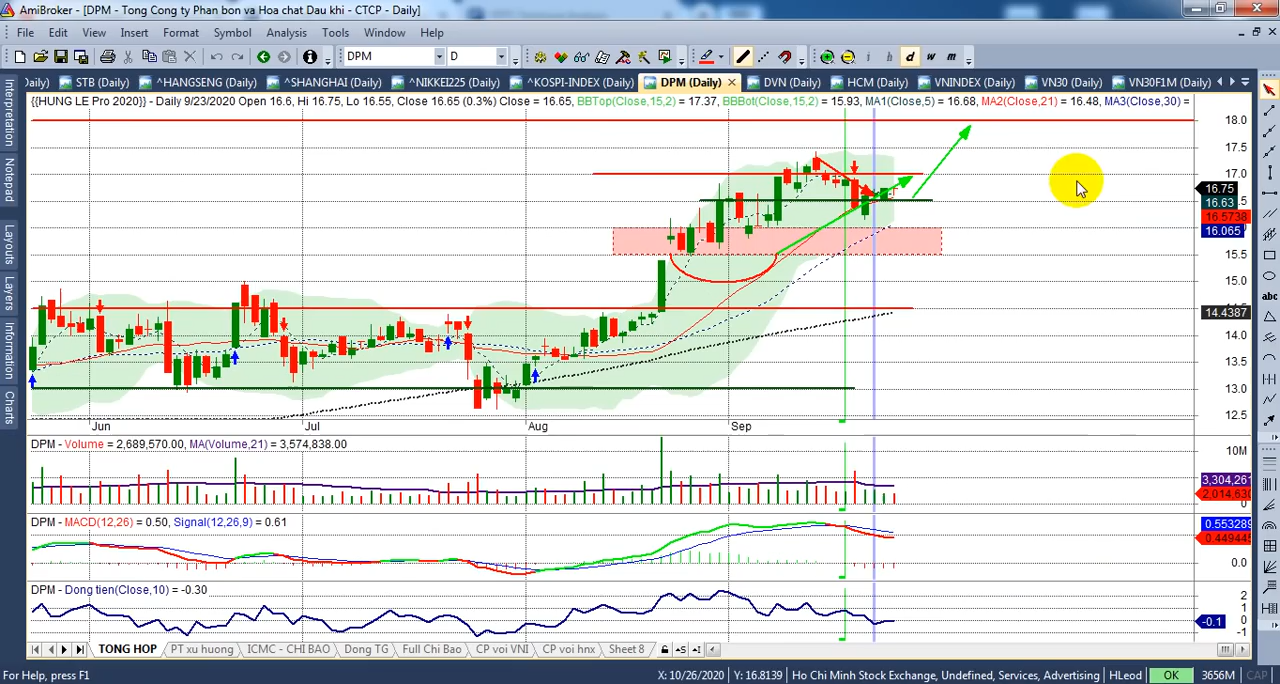 AmiBroker - [DPM - Tong Cong ty Phan bon va Hoa chat Dau khi - CTCP - Daily]
File Edit View Insert Format Symbol Analysis Tools Window Help
DPM D d w m
Daily) STB (Daily) ^HANGSENG (Daily) ^SHANGHAI (Daily) ^NIKKEI225 (Daily) ^KOSPI-INDEX (Daily) DPM (Daily) DVN (Daily) HCM (Daily) VNINDEX (Daily) VN30 (Daily) VN30F1M (Daily)
Interpretation
Notepad
Layouts
Layers
Information
Charts
{{HUNG LE Pro 2020}} - Daily 9/23/2020 Open 16.6, Hi 16.75, Lo 16.55, Close 16.65 (0.3%) Close = 16.65, BBTop(Close,15,2) = 17.37, BBBot(Close,15,2) = 15.93, MA1(Close,5) = 16.68, MA2(Close,21) = 16.48, MA3(Close,30) =
18.0
17.5
17.0
16.75
16.63
16.5738
16.065
15.5
15.0
14.4387
14.0
13.5
13.0
12.5
Jun Jul Aug Sep
DPM - Volume = 2,689,570.00, MA(Volume,21) = 3,574,838.00
10M
3,304,261
2,014,630
DPM - MACD(12,26) = 0.50, Signal(12,26,9) = 0.61
0.553289
0.449445
0.0
DPM - Dong tien(Close,10) = -0.30
2
1
-0.1
-1
TONG HOP PT xu huong ICMC - CHI BAO Dong TG Full Chi Bao CP voi VNI CP voi hnx Sheet 8
For Help, press F1 X: 10/26/2020 Y: 16.8139 Ho Chi Minh Stock Exchange, Undefined, Services, Advertising HLeod OK 3656M CAP
abc